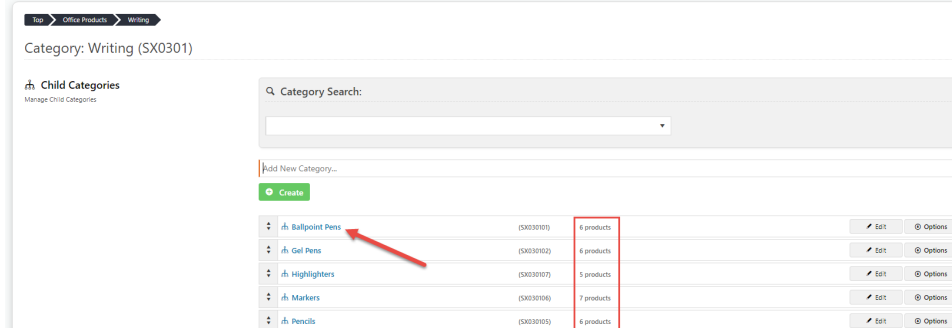 Top Office Products Writing
Category: Writing (SX0301)
Child Categories
Manage Child Categories
Category Search:
Add New Category...
Create
Ballpoint Pens (SX030101) 6 products Edit Options
Gel Pens (SX030102) 6 products Edit Options
Highlighters (SX030107) 5 products Edit Options
Markers (SX030106) 7 products Edit Options
Pencils (SX030105) 6 products Edit Options